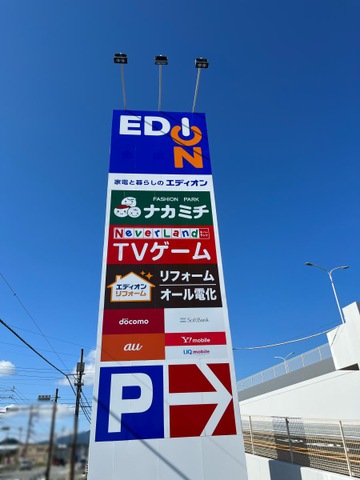 EDION
家電と暮らしの エディオン
FASHION PARK
ナカミチ
NEVERLAND
TVゲーム
エディオン
リフォーム
リフォーム
オール電化
döcomo
SoftBank
au
Y!mobile
UQ mobile
P